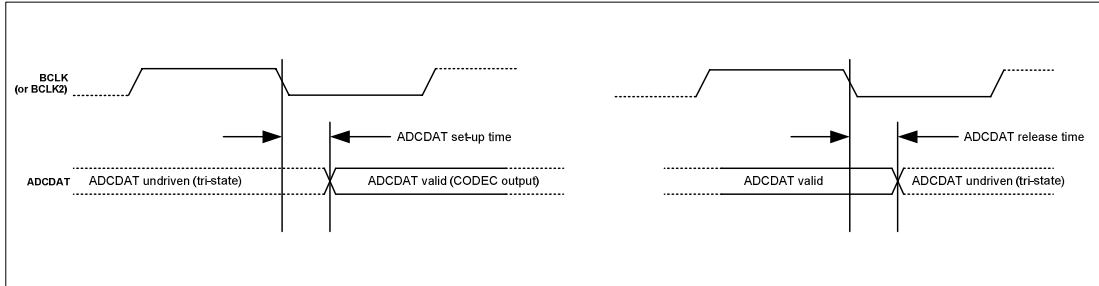 BCLK
(or BCLK2)
ADCDAT set-up time
ADCDAT release time
ADCDAT
ADCDAT undriven (tri-state)
ADCDAT valid (CODEC output)
ADCDAT valid
ADCDAT undriven (tri-state)